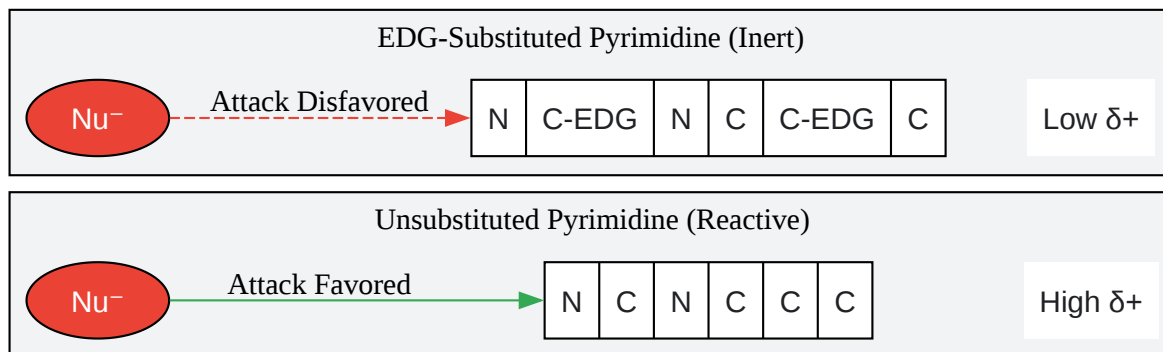 EDG-Substituted Pyrimidine (Inert)
Nu⁻
Attack Disfavored
N C-EDG N C C-EDG C
Low δ+
Unsubstituted Pyrimidine (Reactive)
Nu⁻
Attack Favored
N C N C C C
High δ+